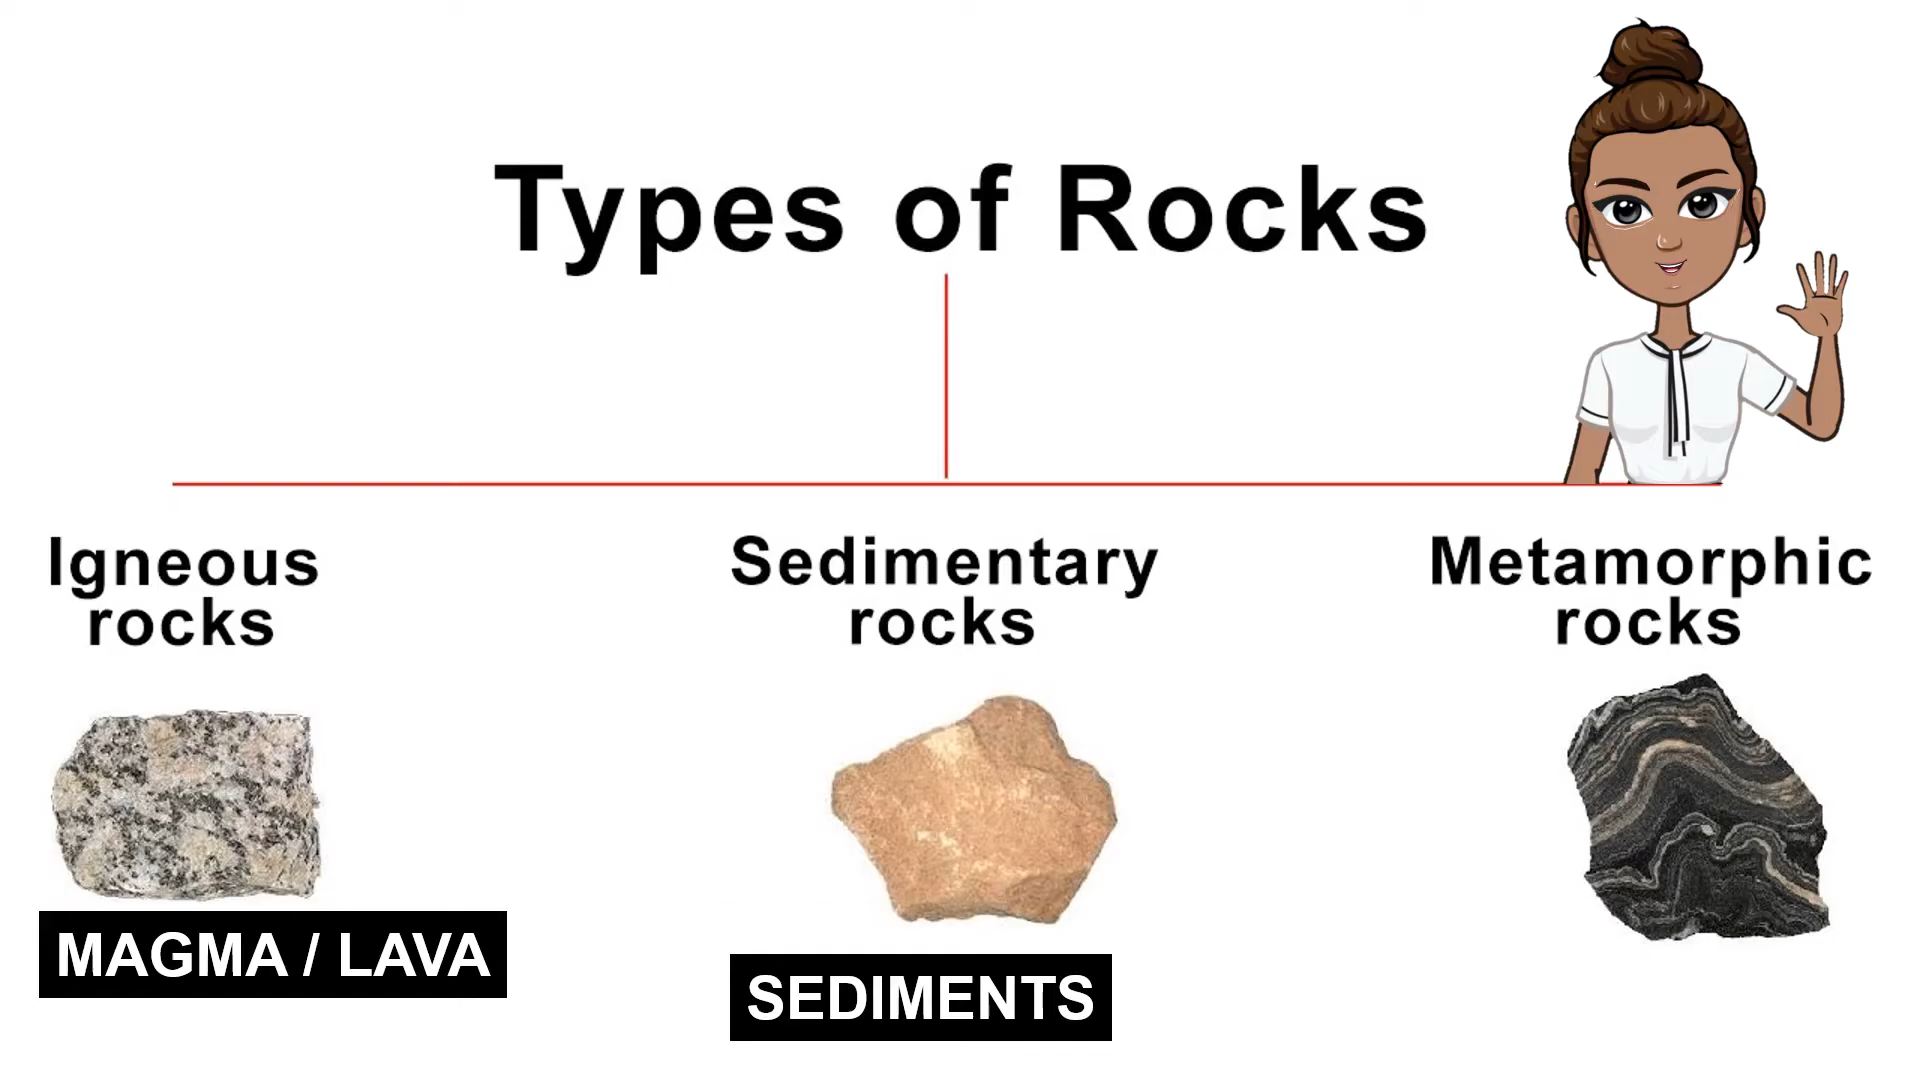 Types of Rocks
Igneous
rocks
Sedimentary
rocks
Metamorphic
rocks
MAGMA / LAVA
SEDIMENTS